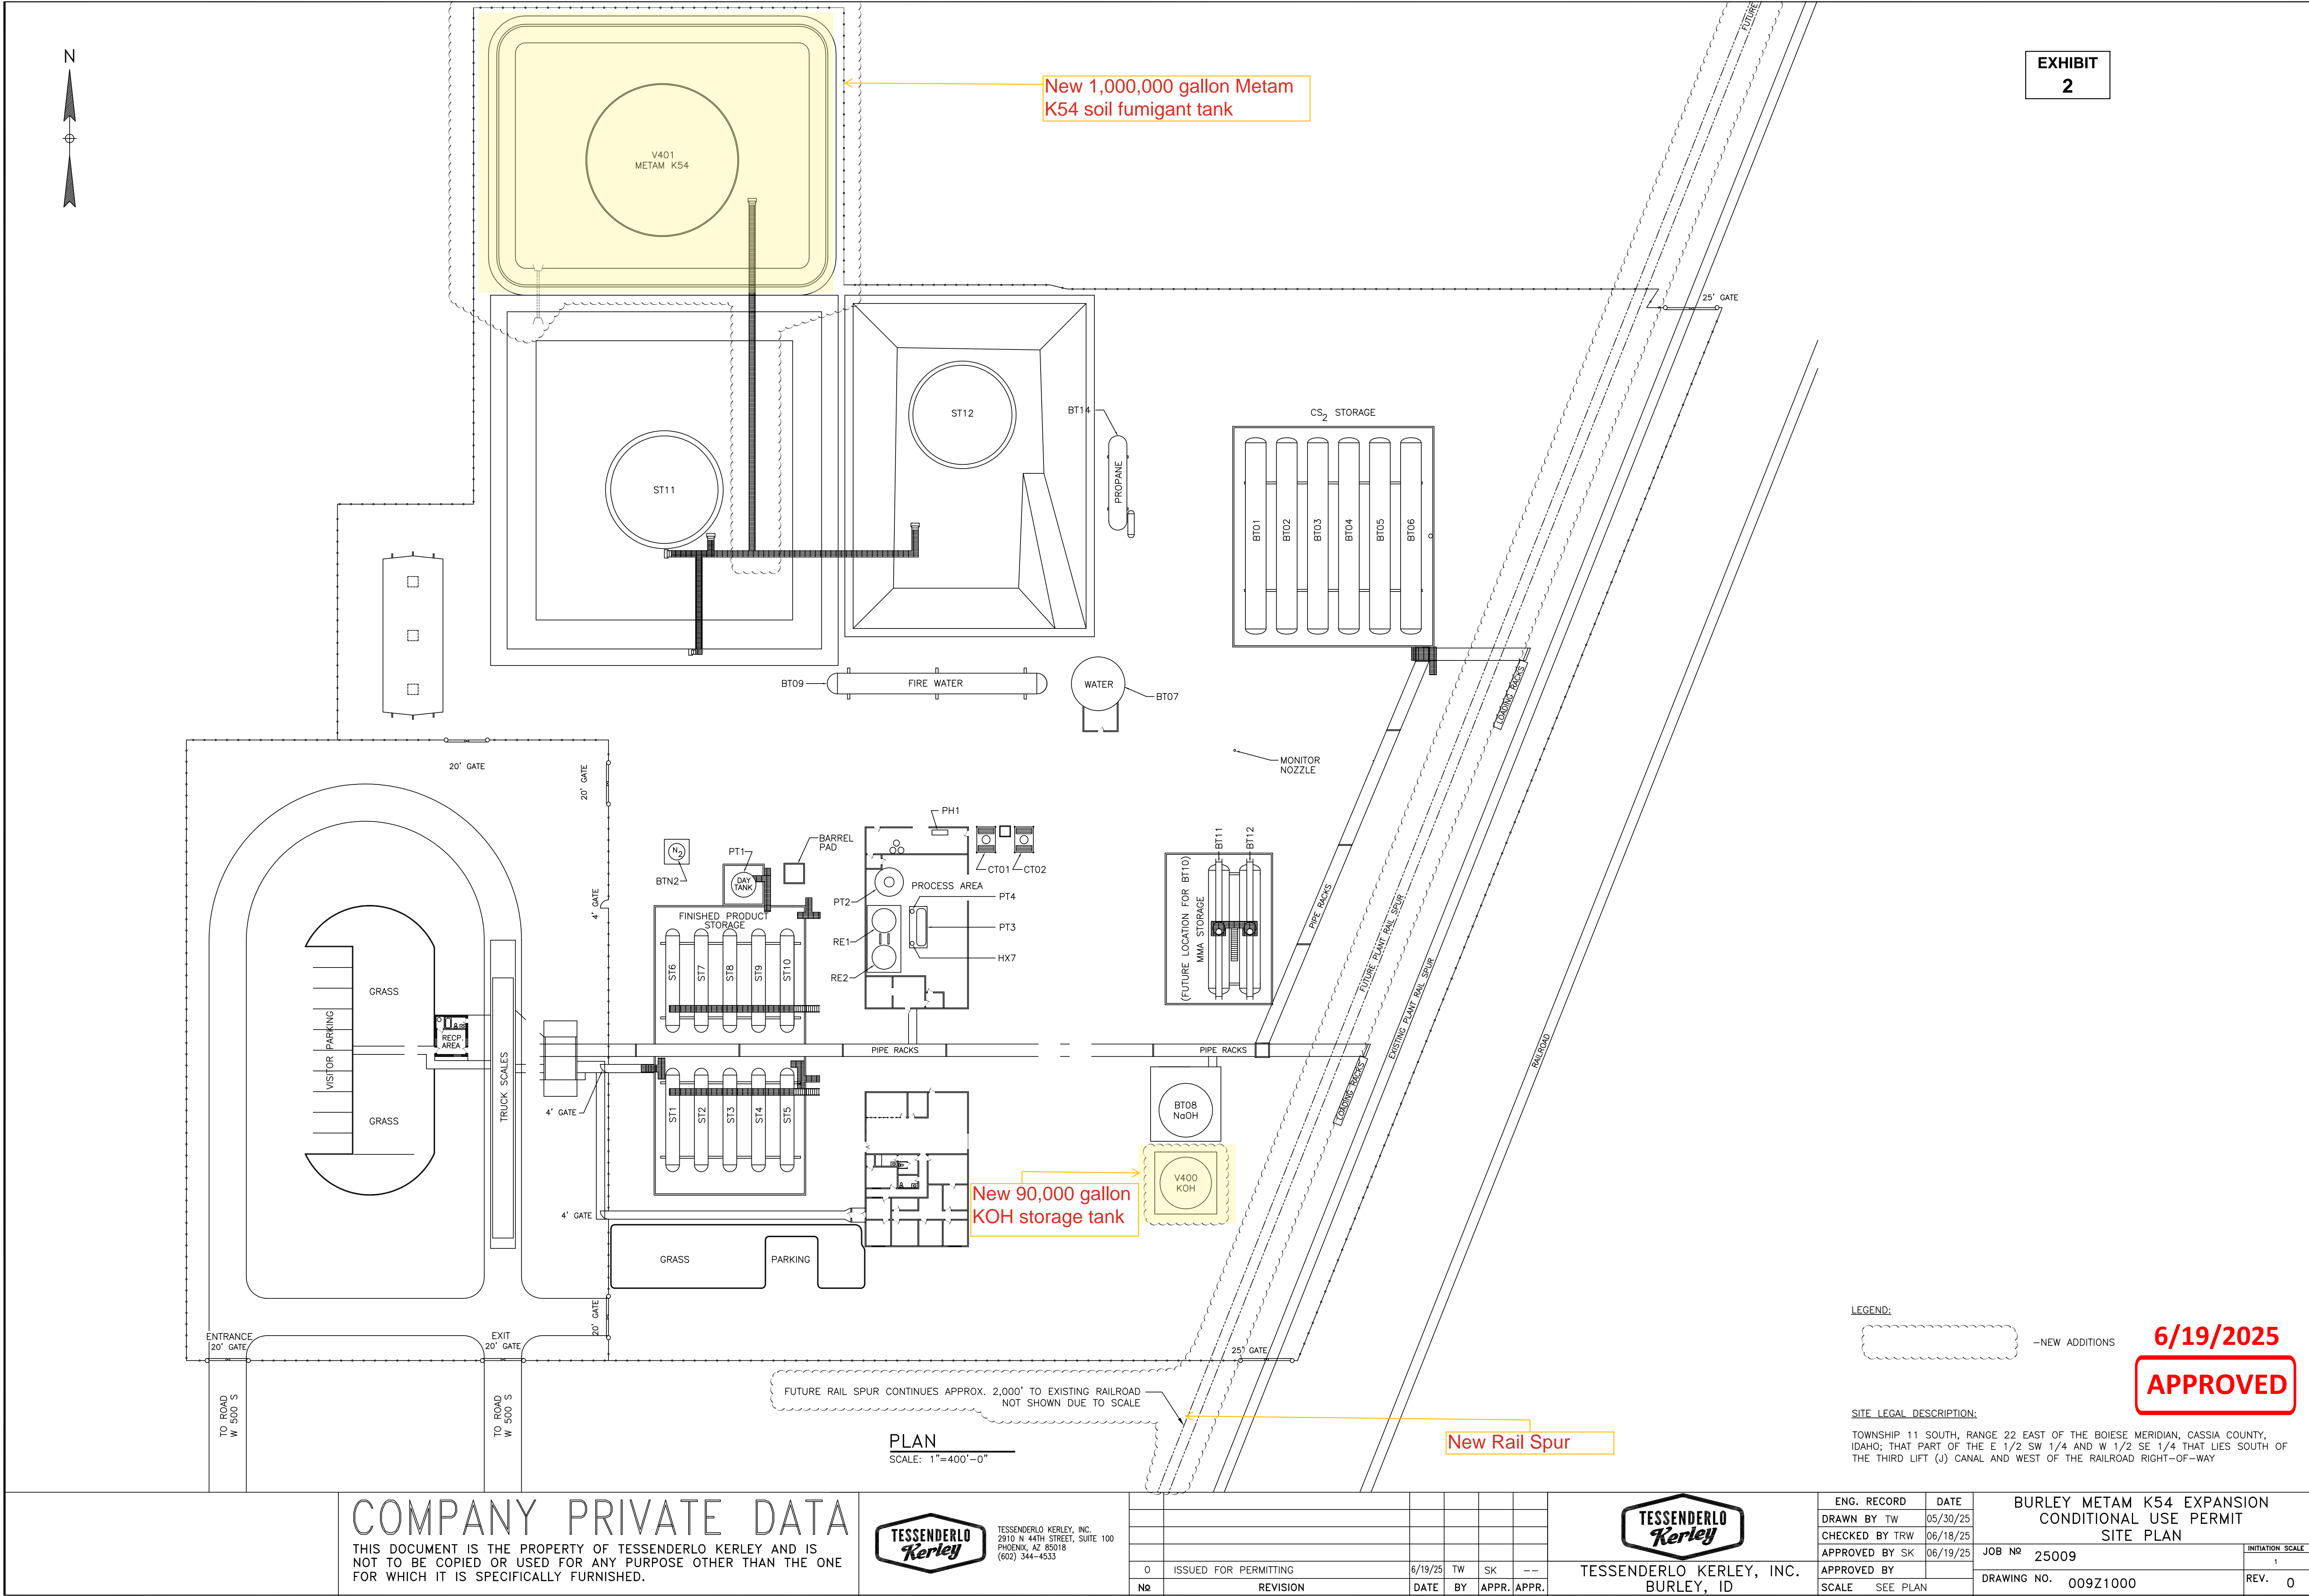 N
EXHIBIT
2
New 1,000,000 gallon Metam
K54 soil fumigant tank
V401
METAM K54
FUTURE
25' GATE
ST12
BT14
PROPANE
CS2 STORAGE
BT01
BT02
BT03
BT04
BT05
BT06
ST11
BT09
FIRE WATER
WATER
BT07
LOADING RACKS
MONITOR
NOZZLE
20' GATE
20' GATE
4' GATE
N2
BTN2
PT1
DAY
TANK
BARREL
PAD
PH1
CT01
CT02
PROCESS AREA
PT2
PT4
PT3
RE1
HX7
RE2
FINISHED PRODUCT
STORAGE
ST6
ST7
ST8
ST9
ST10
BT11
BT12
(FUTURE LOCATION FOR BT10)
MMA STORAGE
PIPE RACKS
FUTURE PLANT RAIL SPUR
EXISTING PLANT RAIL SPUR
RAILROAD
GRASS
VISITOR PARKING
RECP.
AREA
TRUCK SCALES
GRASS
PIPE RACKS
PIPE RACKS
LOADING RACKS
4' GATE
ST1
ST2
ST3
ST4
ST5
BT08
NaOH
V400
KOH
New 90,000 gallon
KOH storage tank
4' GATE
GRASS
PARKING
20' GATE
ENTRANCE
20' GATE
EXIT
20' GATE
25' GATE
TO ROAD
W 500 S
TO ROAD
W 500 S
FUTURE RAIL SPUR CONTINUES APPROX. 2,000' TO EXISTING RAILROAD
NOT SHOWN DUE TO SCALE
New Rail Spur
PLAN
SCALE: 1"=400'-0"
LEGEND:
-NEW ADDITIONS
6/19/2025
APPROVED
SITE LEGAL DESCRIPTION:
TOWNSHIP 11 SOUTH, RANGE 22 EAST OF THE BOIESE MERIDIAN, CASSIA COUNTY,
IDAHO; THAT PART OF THE E 1/2 SW 1/4 AND W 1/2 SE 1/4 THAT LIES SOUTH OF
THE THIRD LIFT (J) CANAL AND WEST OF THE RAILROAD RIGHT-OF-WAY
COMPANY PRIVATE DATA
THIS DOCUMENT IS THE PROPERTY OF TESSENDERLO KERLEY AND IS
NOT TO BE COPIED OR USED FOR ANY PURPOSE OTHER THAN THE ONE
FOR WHICH IT IS SPECIFICALLY FURNISHED.
TESSENDERLO
Kerley
TESSENDERLO KERLEY, INC.
2910 N 44TH STREET, SUITE 100
PHOENIX, AZ 85018
(602) 344-4533
0 ISSUED FOR PERMITTING 6/19/25 TW SK --
Nº REVISION DATE BY APPR. APPR.
TESSENDERLO
Kerley
TESSENDERLO KERLEY, INC.
BURLEY, ID
ENG. RECORD DATE
DRAWN BY TW 05/30/25
CHECKED BY TRW 06/18/25
APPROVED BY SK 06/19/25
APPROVED BY
SCALE SEE PLAN
BURLEY METAM K54 EXPANSION
CONDITIONAL USE PERMIT
SITE PLAN
JOB Nº 25009
INITIATION SCALE
1
DRAWING NO. 009Z1000
REV. 0